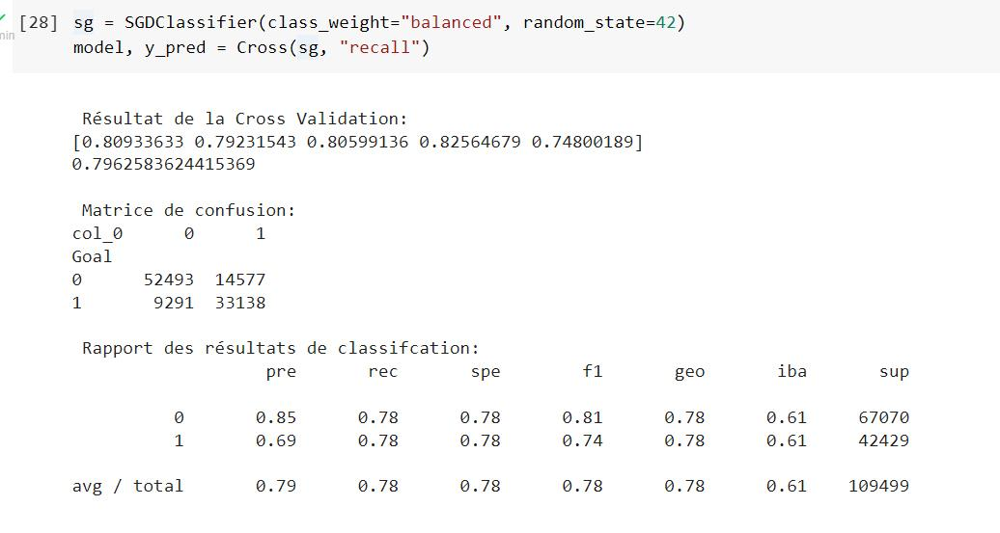 [28] sg = SGDClassifier(class_weight="balanced", random_state=42)
min
model, y_pred = Cross(sg, "recall")
Résultat de la Cross Validation:
[0.80933633 0.79231543 0.80599136 0.82564679 0.74800189]
0.7962583624415369
Matrice de confusion:
col_0 0 1
Goal
0 52493 14577
1 9291 33138
Rapport des résultats de classifcation:
pre rec spe f1 geo iba sup
0 0.85 0.78 0.78 0.81 0.78 0.61 67070
1 0.69 0.78 0.78 0.74 0.78 0.61 42429
avg / total 0.79 0.78 0.78 0.78 0.78 0.61 109499